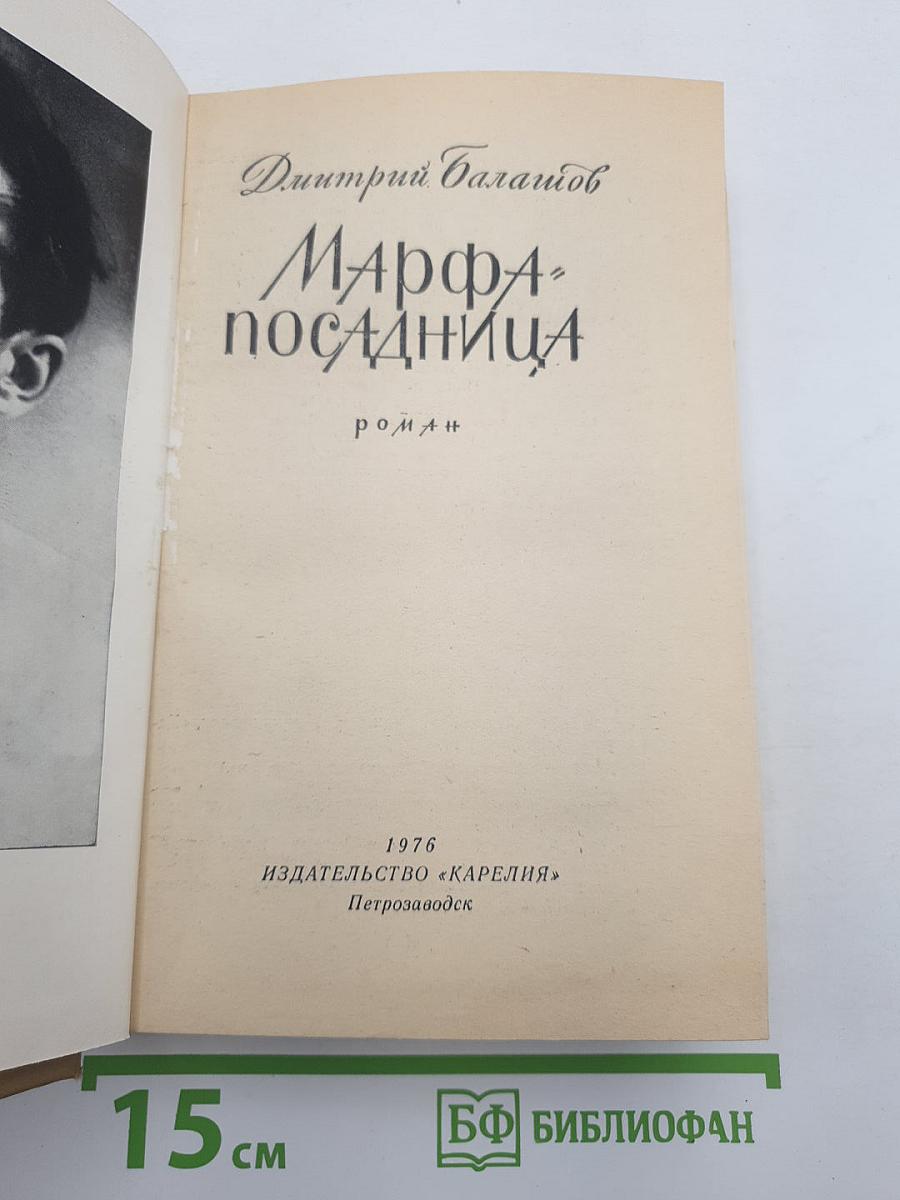 Дмитрий Балашов
Марфа-
посадница
роман
1976
ИЗДАТЕЛЬСТВО «КАРЕЛИЯ»
Петрозаводск
15 см
БФ БИБЛИОФАН